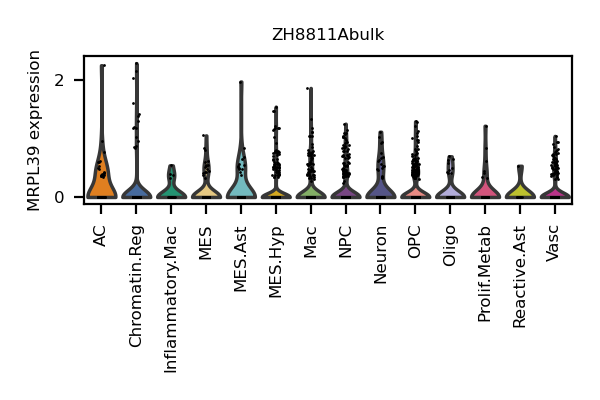 ZH8811Abulk
MRPL39 expression
2
0
AC
Chromatin.Reg
Inflammatory.Mac
MES
MES.Ast
MES.Hyp
Mac
NPC
Neuron
OPC
Oligo
Prolif.Metab
Reactive.Ast
Vasc